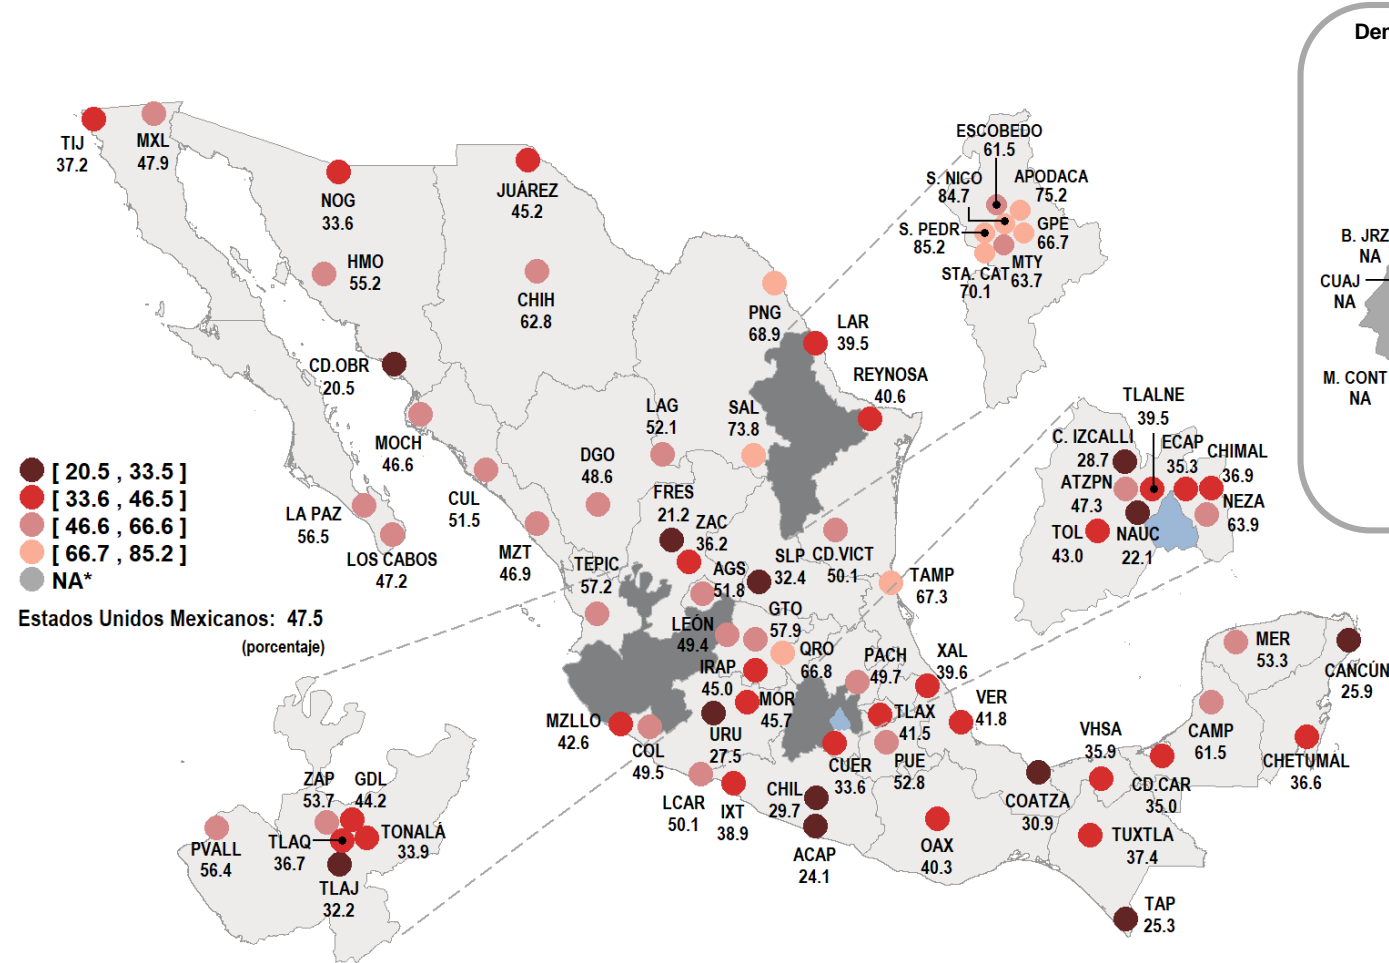 Den
TIJ
37.2
MXL
47.9
NOG
33.6
HMO
55.2
JUÁREZ
45.2
CHIH
62.8
CD.OBR
20.5
MOCH
46.6
CUL
51.5
MZT
46.9
LA PAZ
56.5
LOS CABOS
47.2
PNG
68.9
LAR
39.5
REYNOSA
40.6
LAG
52.1
SAL
73.8
DGO
48.6
FRES
21.2
ZAC
36.2
TEPIC
57.2
AGS
51.8
SLP
32.4
CD.VICT
50.1
TAMP
67.3
LEÓN
49.4
GTO
57.9
QRO
66.8
IRAP
45.0
MOR
45.7
PACH
49.7
XAL
39.6
VER
41.8
TLAX
41.5
MZLLO
42.6
COL
49.5
URU
27.5
CUER
33.6
PUE
52.8
LCAR
50.1
IXT
38.9
CHIL
29.7
ACAP
24.1
OAX
40.3
COATZA
30.9
VHSA
35.9
CD.CAR
35.0
TUXTLA
37.4
TAP
25.3
MER
53.3
CANCÚN
25.9
CAMP
61.5
CHETUMAL
36.6
ESCOBEDO
61.5
S. NICO
84.7
APODACA
75.2
S. PEDR
85.2
GPE
66.7
STA. CAT
70.1
MTY
63.7
TLALNE
39.5
C. IZCALLI
28.7
ECAP
35.3
CHIMAL
36.9
ATZPN
47.3
NEZA
63.9
TOL
43.0
NAUC
22.1
B. JRZ
NA
CUAJ
NA
M. CONT
NA
[ 20.5 , 33.5 ]
[ 33.6 , 46.5 ]
[ 46.6 , 66.6 ]
[ 66.7 , 85.2 ]
NA*
Estados Unidos Mexicanos: 47.5
(porcentaje)
ZAP
53.7
GDL
44.2
PVALL
56.4
TLAQ
36.7
TONALÁ
33.9
TLAJ
32.2